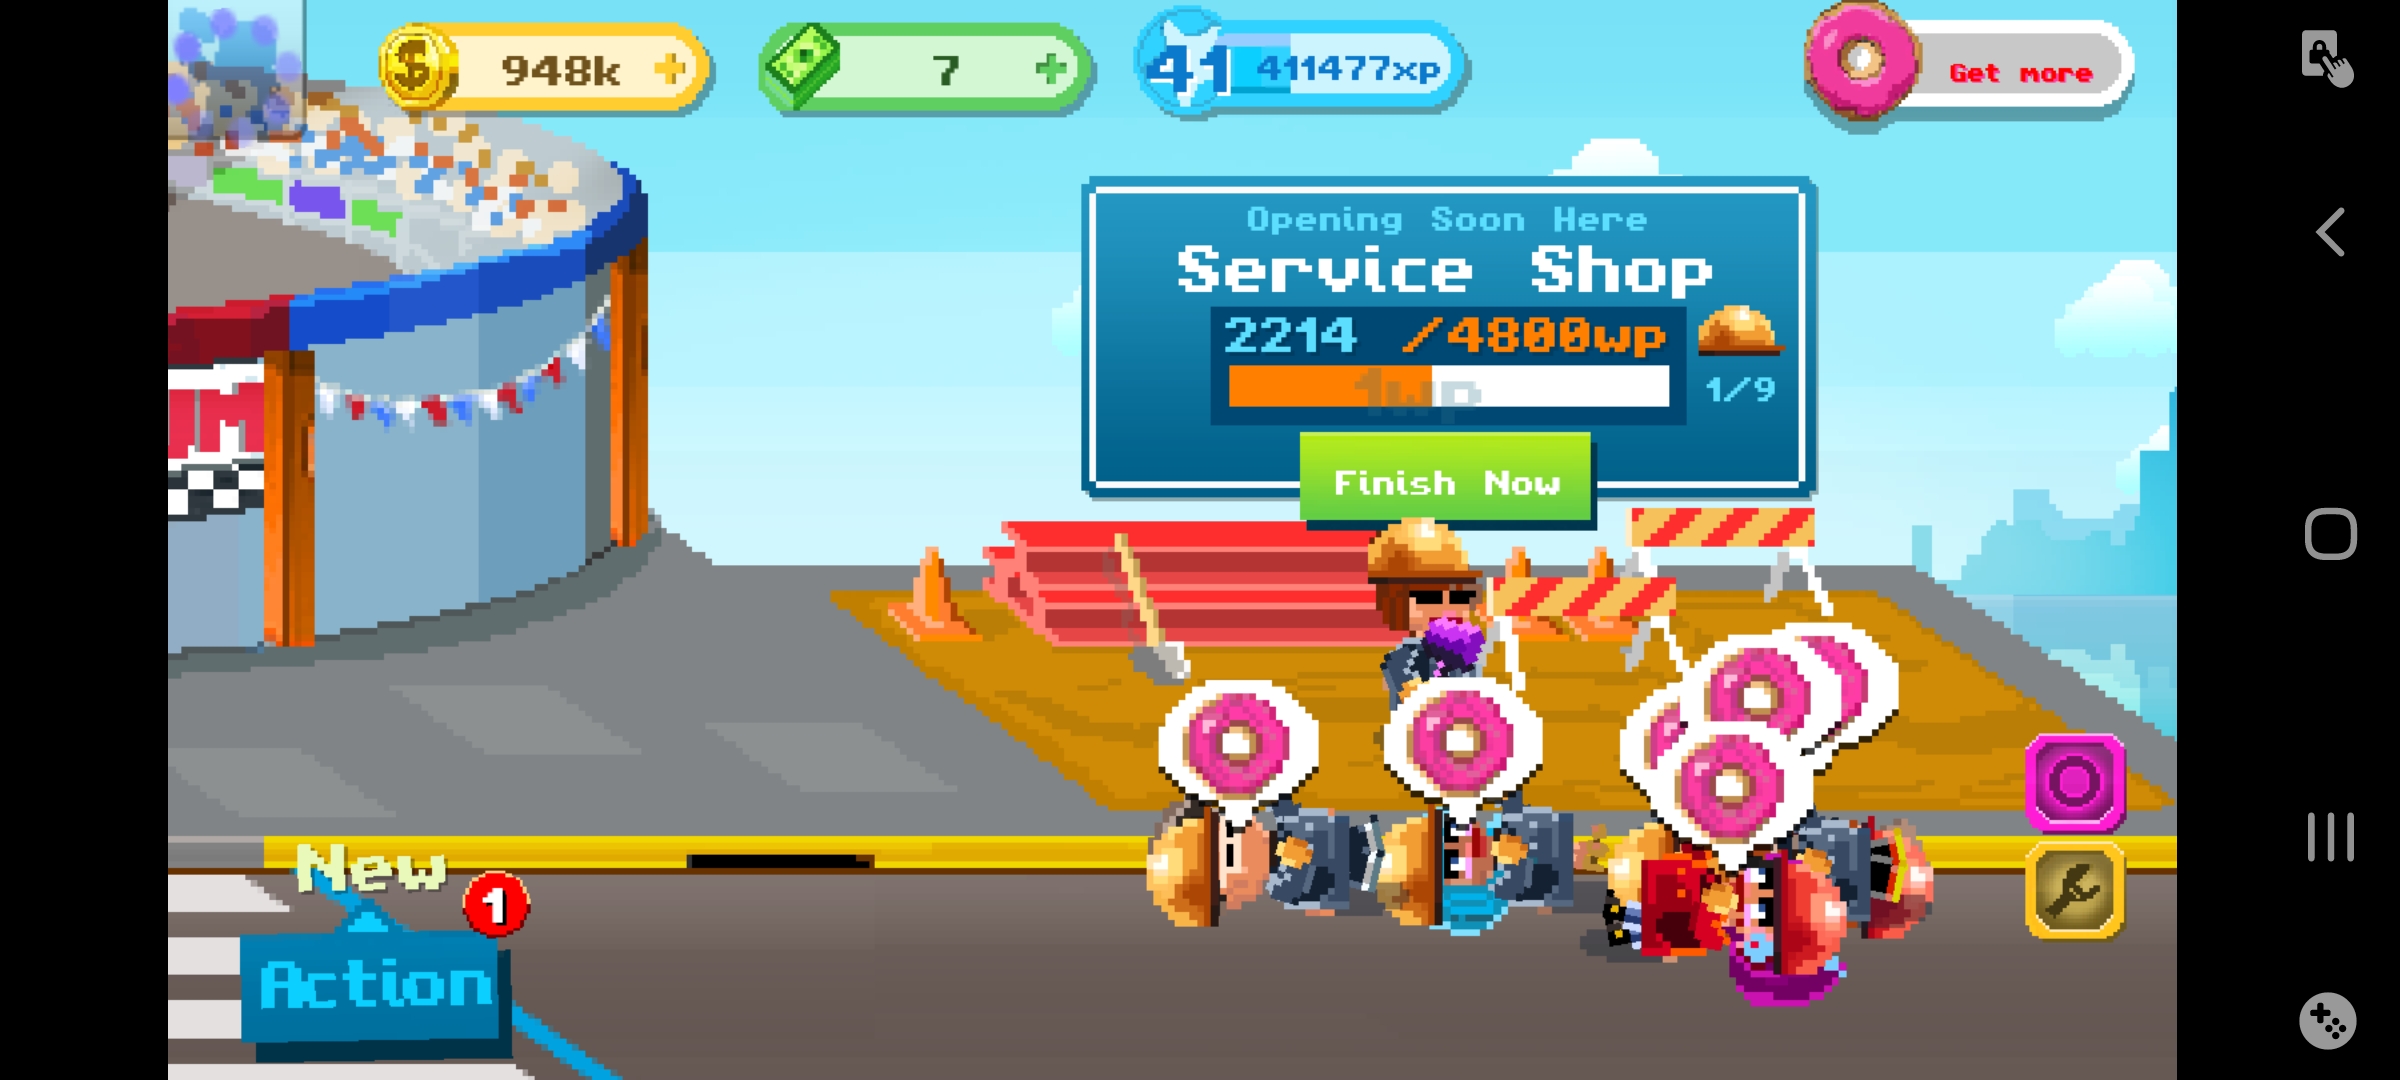 948k
7
41
411477xp
Get more
Opening Soon Here
Service Shop
2214 /4800wp
1wp
1/9
Finish Now
New
1
Action